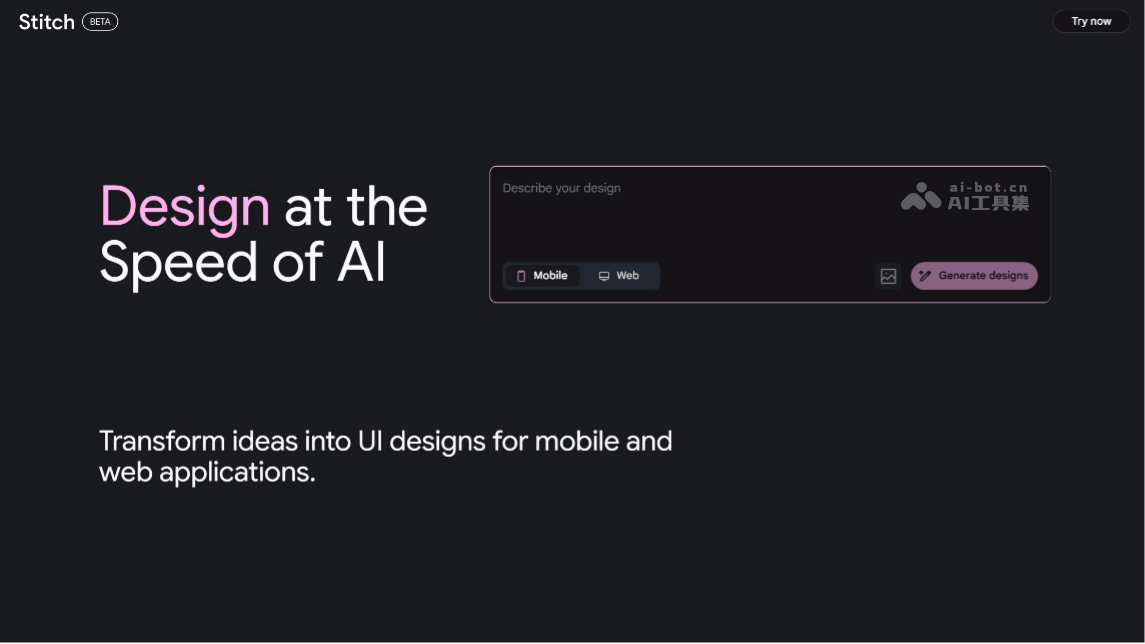 Stitch BETA
Try now
Design at the
Speed of AI
Describe your design
ai-bot.cn
AI工具集
Mobile
Web
Generate designs
Transform ideas into UI designs for mobile and
web applications.